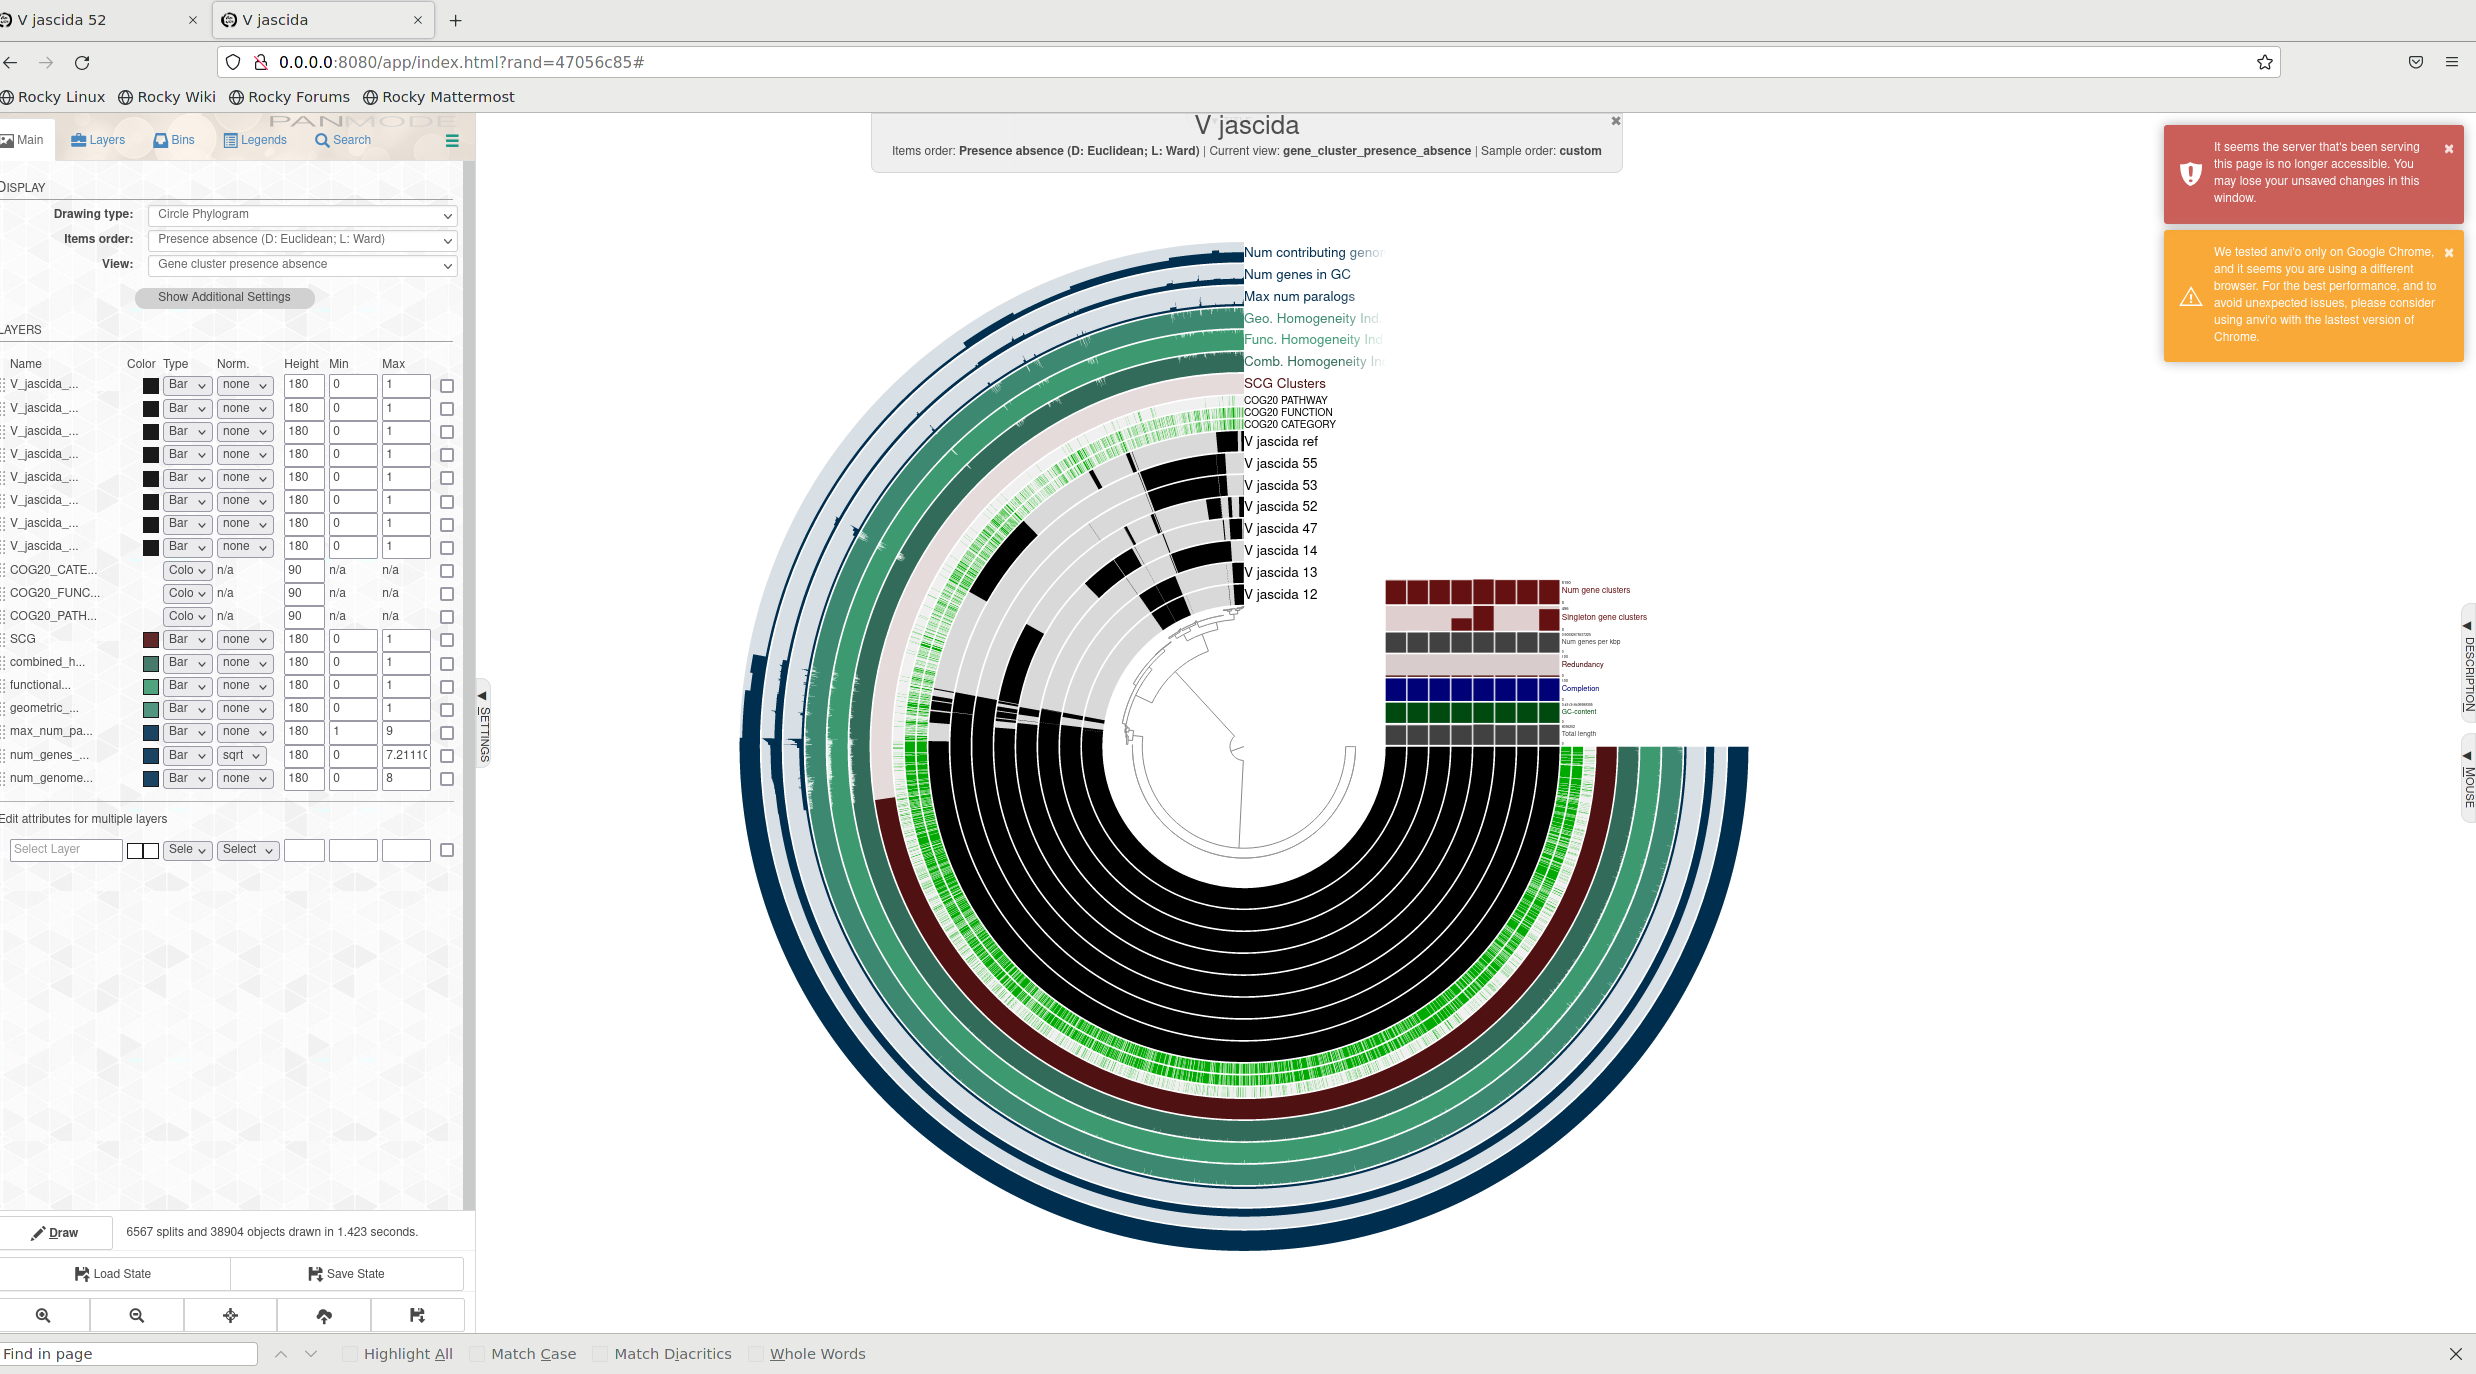 V jascida 52
V jascida
0.0.0.0:8080/app/index.html?rand=47056c85#
Rocky Linux Rocky Wiki Rocky Forums Rocky Mattermost
PANMODE
Main Layers Bins Legends Search
DISPLAY
Drawing type: Circle Phylogram
Items order: Presence absence (D: Euclidean; L: Ward)
View: Gene cluster presence absence
Show Additional Settings
LAYERS
Name Color Type Norm. Height Min Max
V_jascida_... Bar none 180 0 1
V_jascida_... Bar none 180 0 1
V_jascida_... Bar none 180 0 1
V_jascida_... Bar none 180 0 1
V_jascida_... Bar none 180 0 1
V_jascida_... Bar none 180 0 1
V_jascida_... Bar none 180 0 1
V_jascida_... Bar none 180 0 1
COG20_CATE... Colo n/a 90 n/a n/a
COG20_FUNC... Colo n/a 90 n/a n/a
COG20_PATH... Colo n/a 90 n/a n/a
SCG Bar none 180 0 1
combined_h... Bar none 180 0 1
functional... Bar none 180 0 1
geometric_... Bar none 180 0 1
max_num_pa... Bar none 180 1 9
num_genes_... Bar sqrt 180 0 7.2111(
num_genome... Bar none 180 0 8
Edit attributes for multiple layers
Select Layer Sele Select
Draw 6567 splits and 38904 objects drawn in 1.423 seconds.
Load State Save State
SETTINGS
V jascida
Items order: Presence absence (D: Euclidean; L: Ward) | Current view: gene_cluster_presence_absence | Sample order: custom
Num contributing genor
Num genes in GC
Max num paralogs
Geo. Homogeneity Ind
Func. Homogeneity Ind
Comb. Homogeneity In
SCG Clusters
COG20 PATHWAY
COG20 FUNCTION
COG20 CATEGORY
V jascida ref
V jascida 55
V jascida 53
V jascida 52
V jascida 47
V jascida 14
V jascida 13
V jascida 12
Num gene clusters
Singleton gene clusters
Num genes per kbp
Redundancy
Completion
GC-content
Total length
It seems the server that's been serving
this page is no longer accessible. You
may lose your unsaved changes in this
window.
We tested anvi'o only on Google Chrome,
and it seems you are using a different
browser. For the best performance, and to
avoid unexpected issues, please consider
using anvi'o with the lastest version of
Chrome.
DESCRIPTION
MOUSE
Find in page Highlight All Match Case Match Diacritics Whole Words